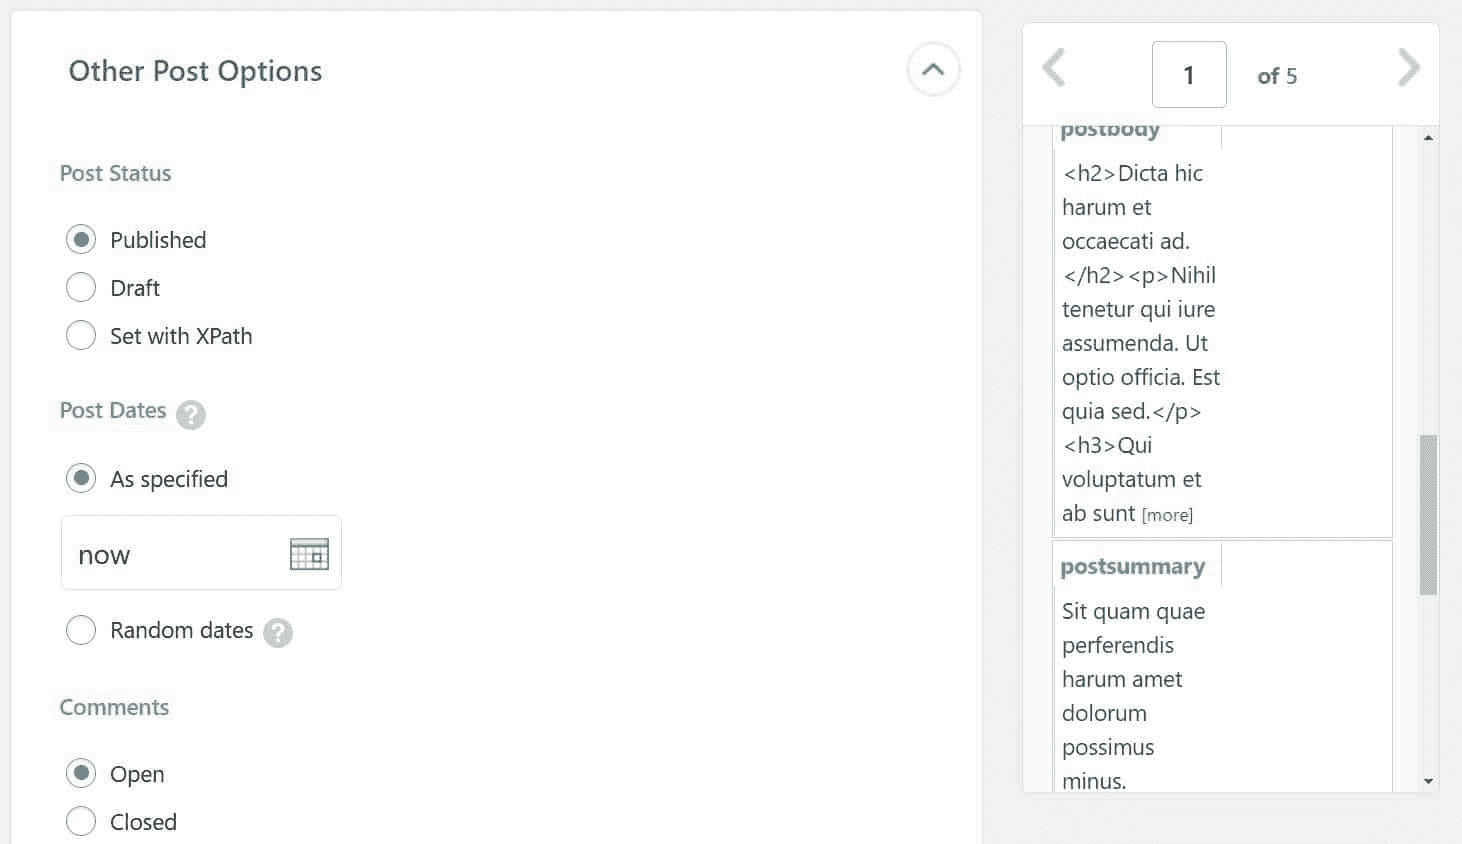 Other Post Options
Post Status
Published
Draft
Set with XPath
Post Dates ?
As specified
now
Random dates ?
Comments
Open
Closed
1 of 5
postbody
<h2>Dicta hic
harum et
occaecati ad.
</h2><p>Nihil
tenetur qui iure
assumenda. Ut
optio officia. Est
quia sed.</p>
<h3>Qui
voluptatum et
ab sunt [more]
postsummary
Sit quam quae
perferendis
harum amet
dolorum
possimus
minus.